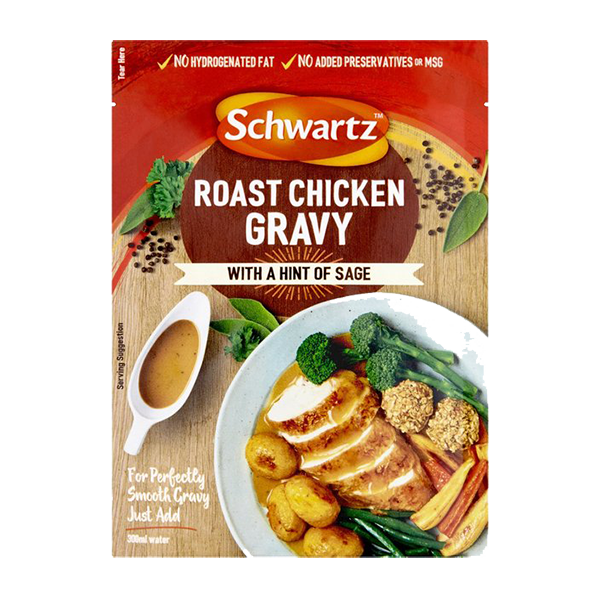 Tear Here
✓NO HYDROGENATED FAT ✓NO ADDED PRESERVATIVES OR MSG
Schwartz™
ROAST CHICKEN
GRAVY
WITH A HINT OF SAGE
Serving Suggestion
For Perfectly
Smooth Gravy
Just Add
300ml water